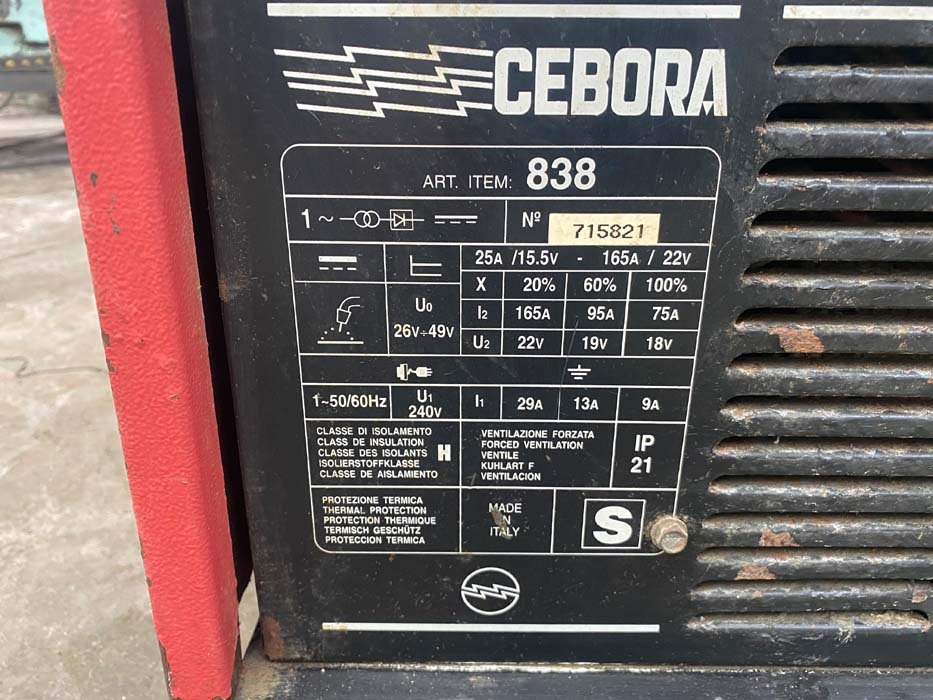 CEBORA
ART. ITEM: 838
1 ~ Nº 715821
25A /15.5V - 165A / 22V
X 20% 60% 100%
U0 26V÷49V
I2 165A 95A 75A
U2 22V 19V 18V
1~50/60Hz U1 240V I1 29A 13A 9A
CLASSE DI ISOLAMENTO
CLASS DE INSULATION
CLASSE DES ISOLANTS
ISOLIERSTOFFKLASSE
CLASSE DE AISLAMIENTO
H
VENTILAZIONE FORZATA
FORCED VENTILATION
VENTILE
KUHLART F
VENTILACION
IP
21
PROTEZIONE TERMICA
THERMAL PROTECTION
PROTECTION THERMIQUE
TERMISCH GESCHÜTZ
PROTECCION TERMICA
MADE
IN
ITALY
S